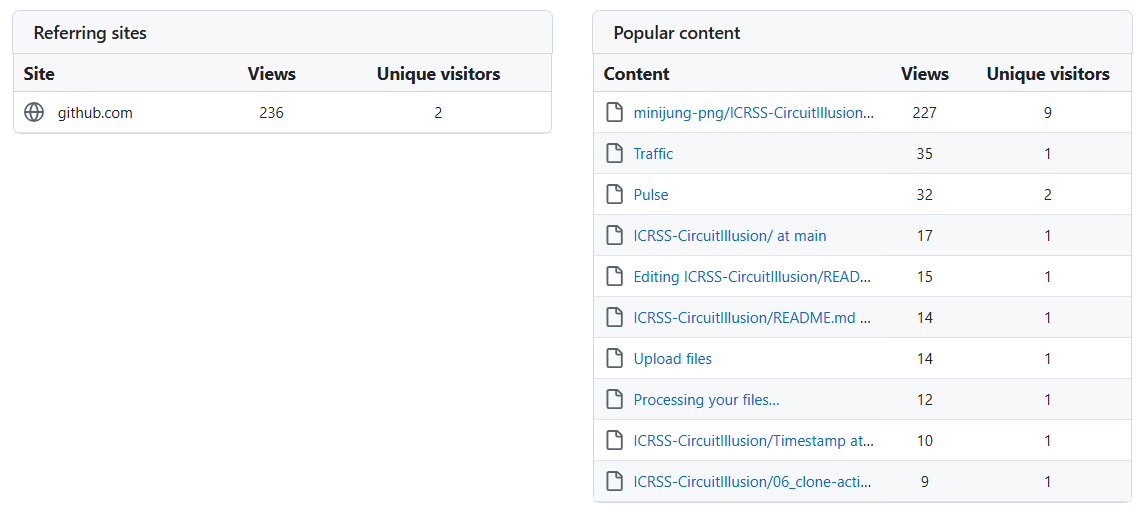 Referring sites
Site Views Unique visitors
github.com 236 2
Popular content
Content Views Unique visitors
minijung-png/ICRSS-CircuitIllusion... 227 9
Traffic 35 1
Pulse 32 2
ICRSS-CircuitIllusion/ at main 17 1
Editing ICRSS-CircuitIllusion/READ... 15 1
ICRSS-CircuitIllusion/README.md ... 14 1
Upload files 14 1
Processing your files... 12 1
ICRSS-CircuitIllusion/Timestamp at... 10 1
ICRSS-CircuitIllusion/06_clone-acti... 9 1